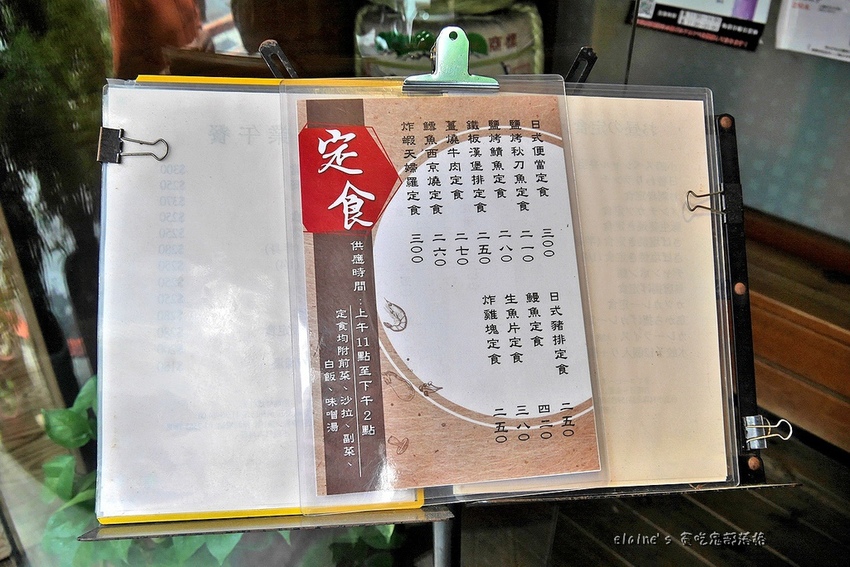 定食
日式便當定食 三〇〇
鹽烤秋刀魚定食 二一〇
鹽烤鯖魚定食 二八〇
鐵板漢堡排定食 二五〇
薑燒牛肉定食 二七〇
鱈魚西京燒定食 二六〇
炸蝦天婦羅定食 三〇〇
日式豬排定食 二五〇
鰻魚定食 四二〇
生魚片定食 三八〇
炸雞塊定食 二五〇
供應時間：上午11點至下午2點
定食均附前菜、沙拉、副菜、
白飯、味噌湯
elaine's 貪吃鬼部落格